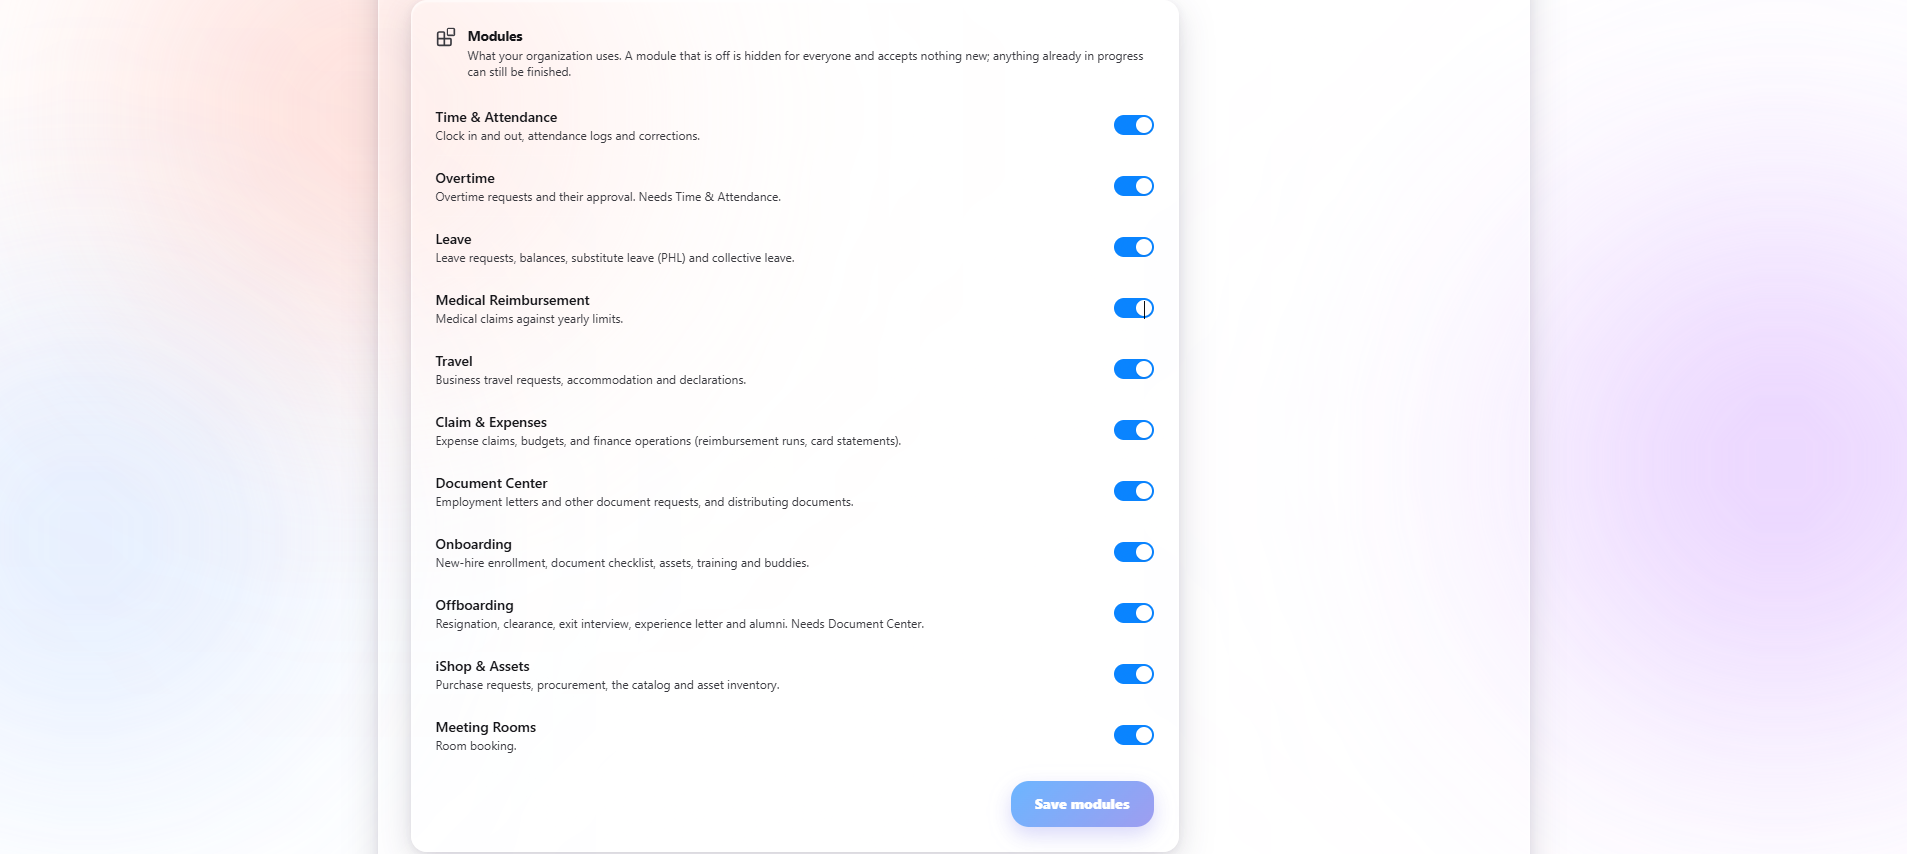 Modules
What your organization uses. A module that is off is hidden for everyone and accepts nothing new; anything already in progress
can still be finished.
Time & Attendance
Clock in and out, attendance logs and corrections.
Overtime
Overtime requests and their approval. Needs Time & Attendance.
Leave
Leave requests, balances, substitute leave (PHL) and collective leave.
Medical Reimbursement
Medical claims against yearly limits.
Travel
Business travel requests, accommodation and declarations.
Claim & Expenses
Expense claims, budgets, and finance operations (reimbursement runs, card statements).
Document Center
Employment letters and other document requests, and distributing documents.
Onboarding
New-hire enrollment, document checklist, assets, training and buddies.
Offboarding
Resignation, clearance, exit interview, experience letter and alumni. Needs Document Center.
iShop & Assets
Purchase requests, procurement, the catalog and asset inventory.
Meeting Rooms
Room booking.
Save modules